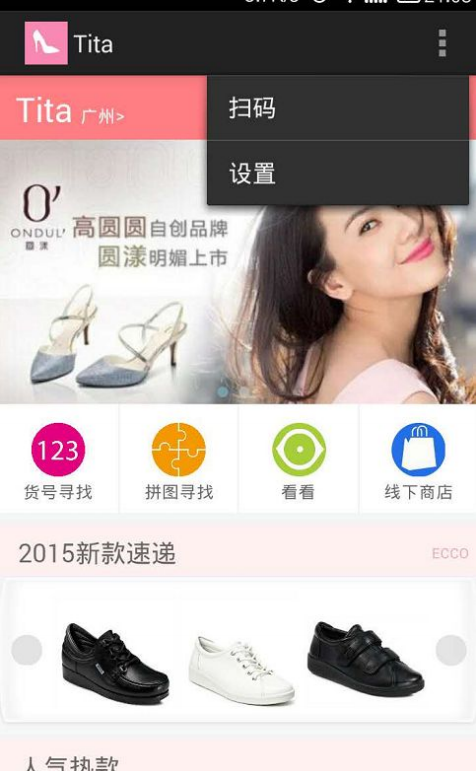 Tita
扫码
设置
Tita 广州>
O'
ONDUL'
圆漾
高圆圆自创品牌
圆漾明媚上市
123
货号寻找
拼图寻找
看看
线下商店
2015新款速递
ECCO
人气热款